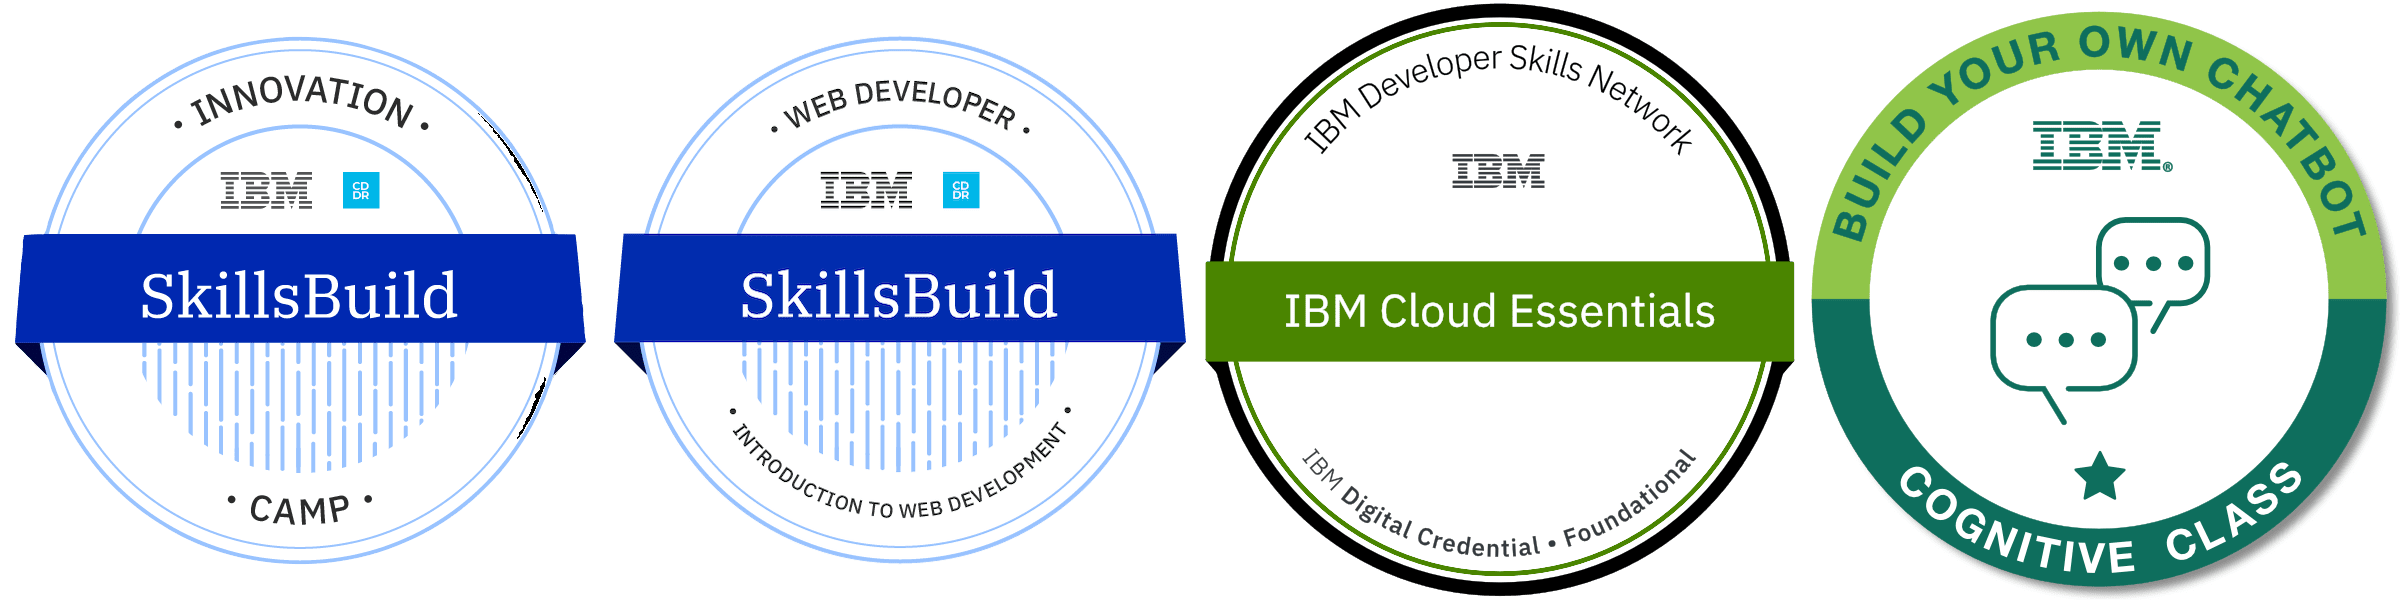 • INNOVATION •
IBM
CD
DR
SkillsBuild
• CAMP •
• WEB DEVELOPER •
IBM
CD
DR
SkillsBuild
• INTRODUCTION TO WEB DEVELOPMENT •
IBM Developer Skills Network
IBM
IBM Cloud Essentials
IBM Digital Credential • Foundational
BUILD YOUR OWN CHATBOT
IBM®
COGNITIVE CLASS